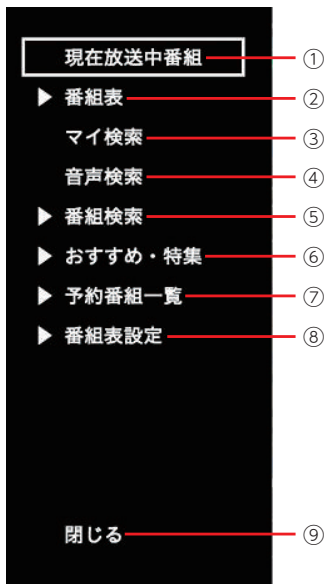 現在放送中番組 ①
▶ 番組表 ②
マイ検索 ③
音声検索 ④
▶ 番組検索 ⑤
▶ おすすめ・特集 ⑥
▶ 予約番組一覧 ⑦
▶ 番組表設定 ⑧
閉じる ⑨